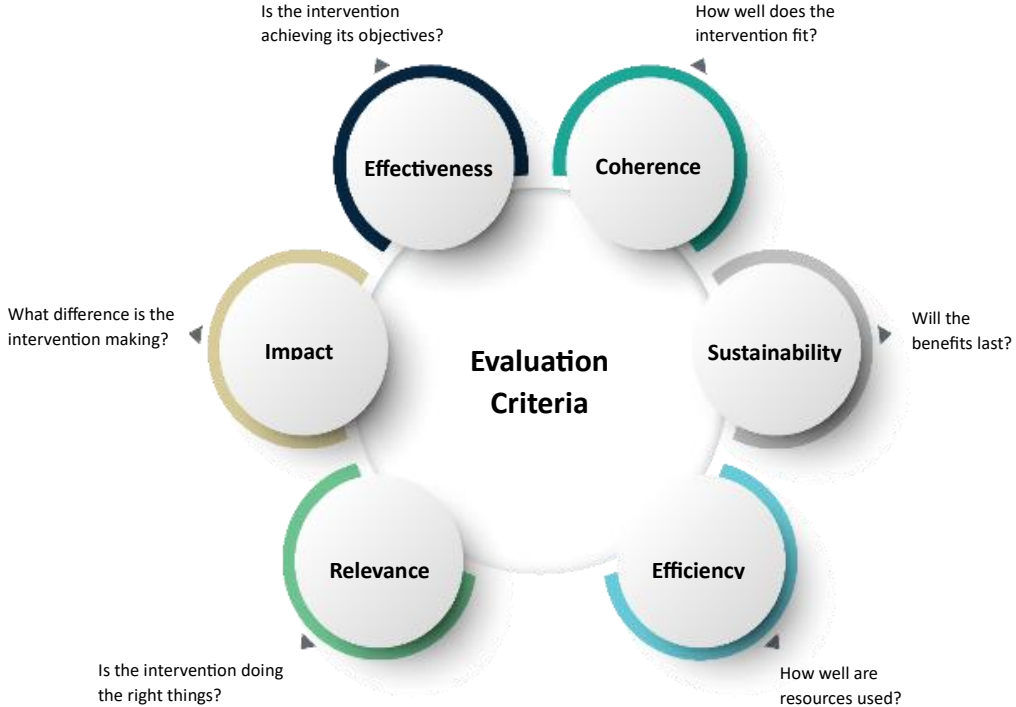 Is the intervention
achieving its objectives?
How well does the
intervention fit?
Effectiveness
Coherence
What difference is the
intervention making?
Impact
Evaluation
Criteria
Sustainability
Will the
benefits last?
Relevance
Efficiency
Is the intervention doing
the right things?
How well are
resources used?